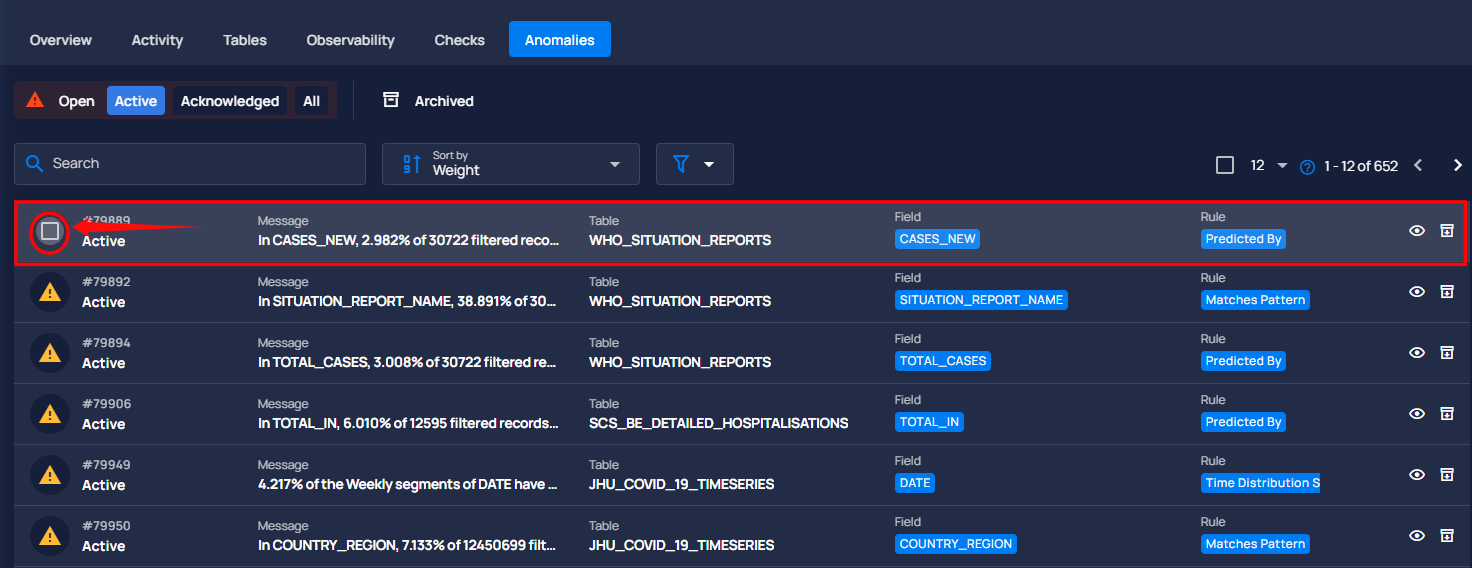 Overview Activity Tables Observability Checks Anomalies
Open Active Acknowledged All Archived
Search
Sort by
Weight
12 1 - 12 of 652
#79889 Message Table Field Rule
Active In CASES_NEW, 2.982% of 30722 filtered reco... WHO_SITUATION_REPORTS CASES_NEW Predicted By
#79892 Message Table Field Rule
Active In SITUATION_REPORT_NAME, 38.891% of 30... WHO_SITUATION_REPORTS SITUATION_REPORT_NAME Matches Pattern
#79894 Message Table Field Rule
Active In TOTAL_CASES, 3.008% of 30722 filtered re... WHO_SITUATION_REPORTS TOTAL_CASES Predicted By
#79906 Message Table Field Rule
Active In TOTAL_IN, 6.010% of 12595 filtered records... SCS_BE_DETAILED_HOSPITALISATIONS TOTAL_IN Predicted By
#79949 Message Table Field Rule
Active 4.217% of the Weekly segments of DATE have ... JHU_COVID_19_TIMESERIES DATE Time Distribution S
#79950 Message Table Field Rule
Active In COUNTRY_REGION, 7.133% of 12450699 filt... JHU_COVID_19_TIMESERIES COUNTRY_REGION Matches Pattern